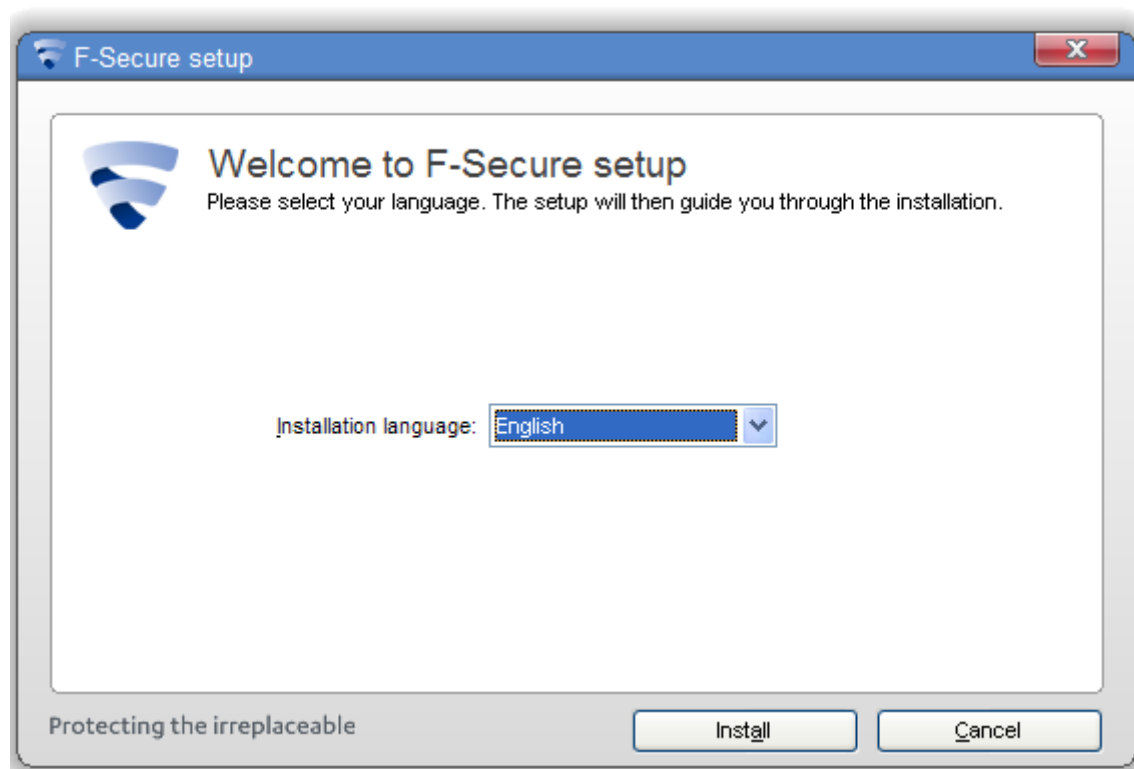 F-Secure setup
X
Welcome to F-Secure setup
Please select your language. The setup will then guide you through the installation.
Installation language: English
Protecting the irreplaceable Install Cancel